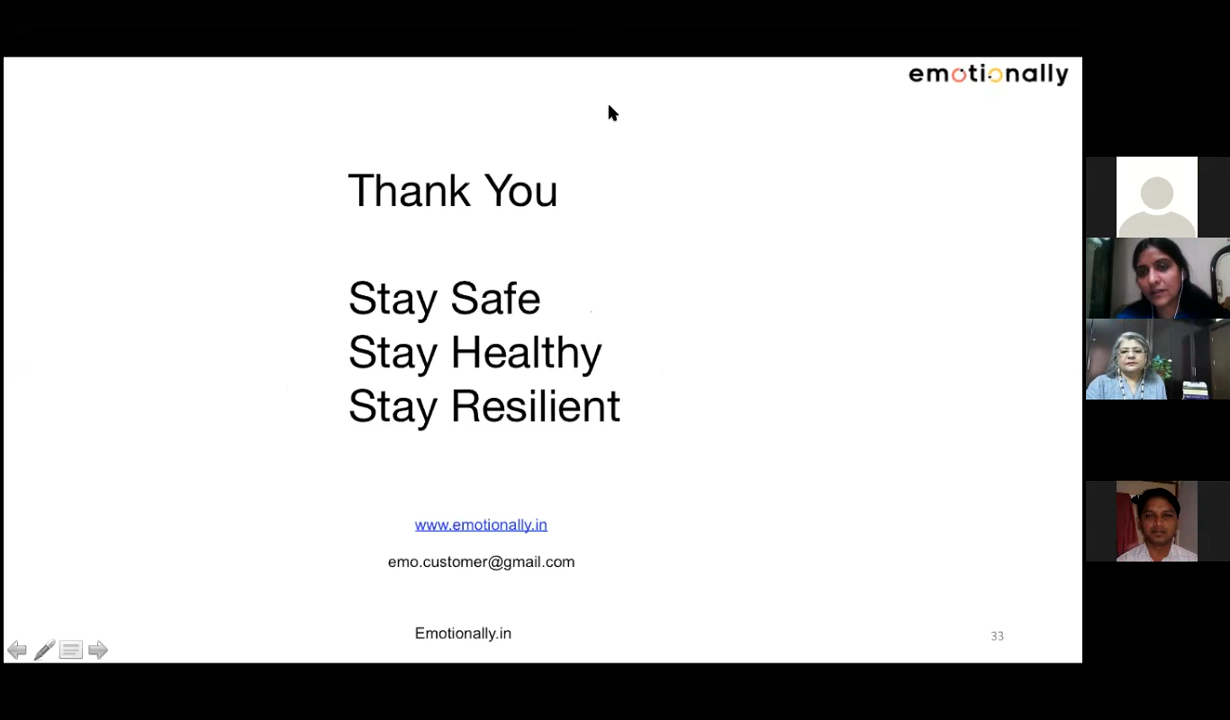 emotionally
Thank You
Stay Safe
Stay Healthy
Stay Resilient
www.emotionally.in
emo.customer@gmail.com
Emotionally.in
33